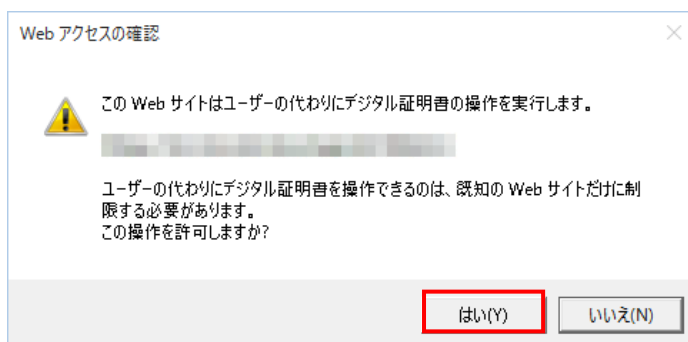 Web アクセスの確認
この Web サイトはユーザーの代わりにデジタル証明書の操作を実行します。
ユーザーの代わりにデジタル証明書を操作できるのは、既知の Web サイトだけに制
限する必要があります。
この操作を許可しますか?
はい(Y)
いいえ(N)